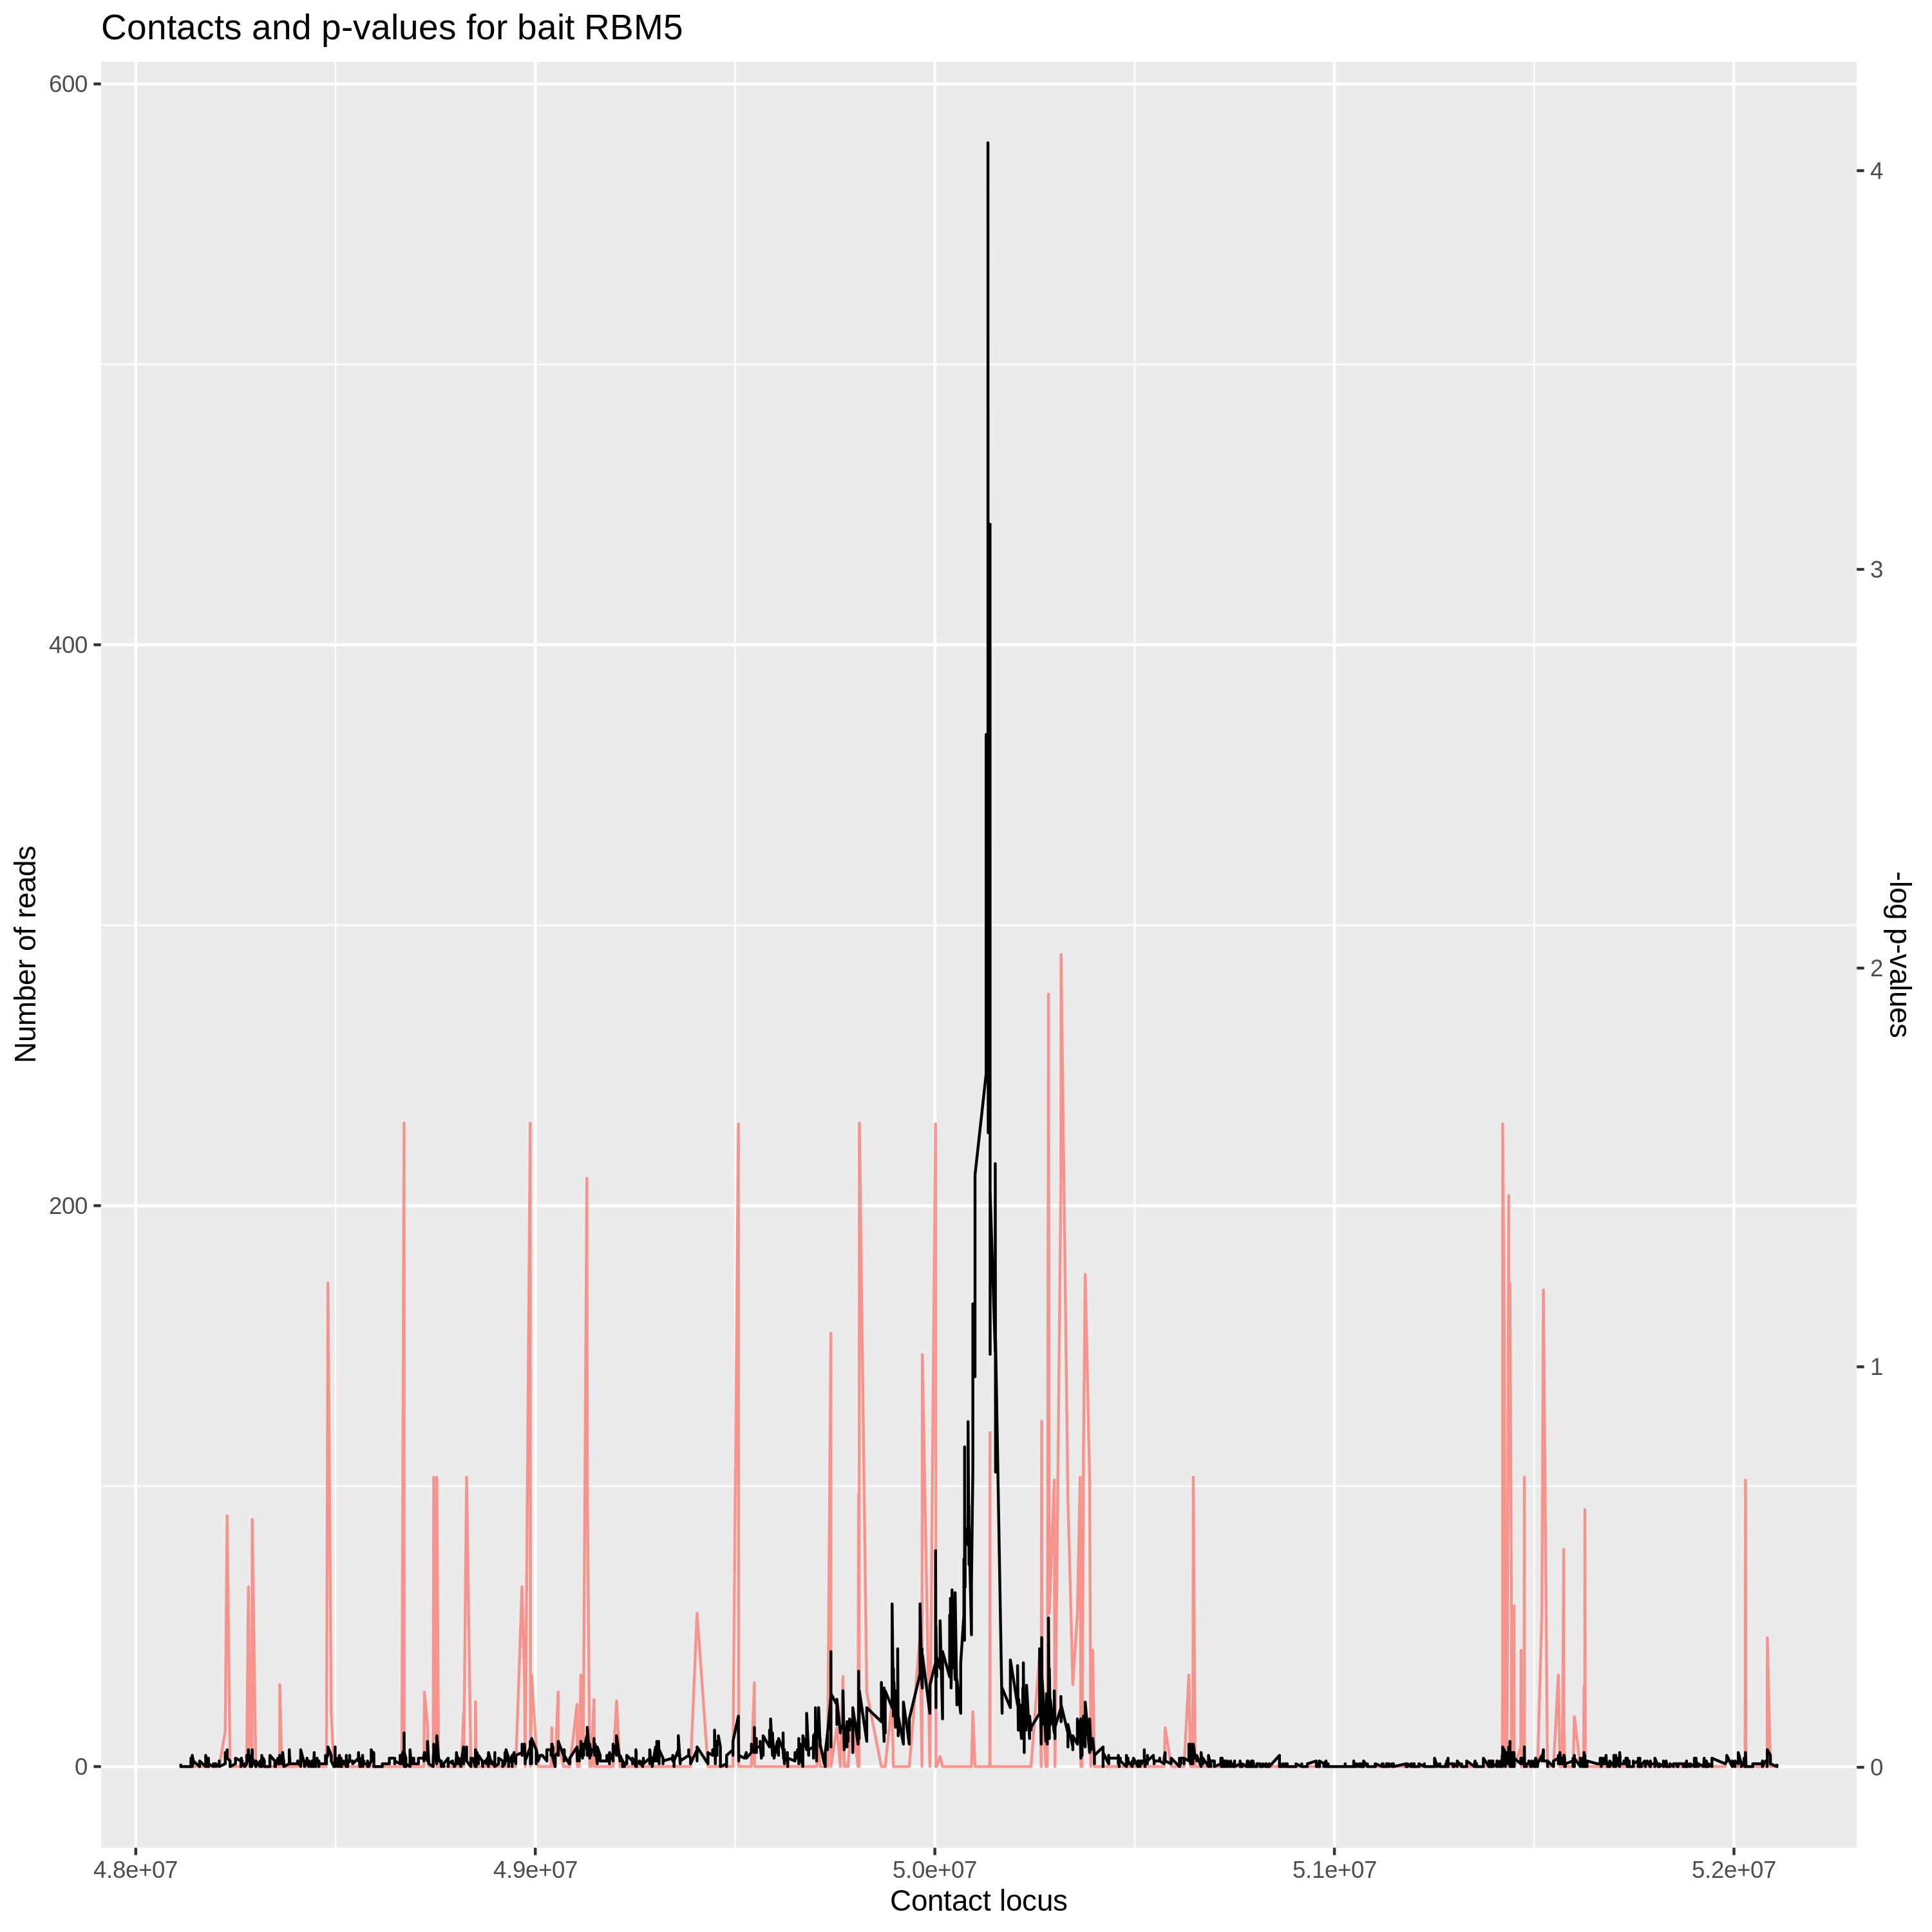 Contacts and p-values for bait RBM5
600
400
200
0
Number of reads
4
3
2
1
0
-log p-values
4.8e+07
4.9e+07
5.0e+07
5.1e+07
5.2e+07
Contact locus